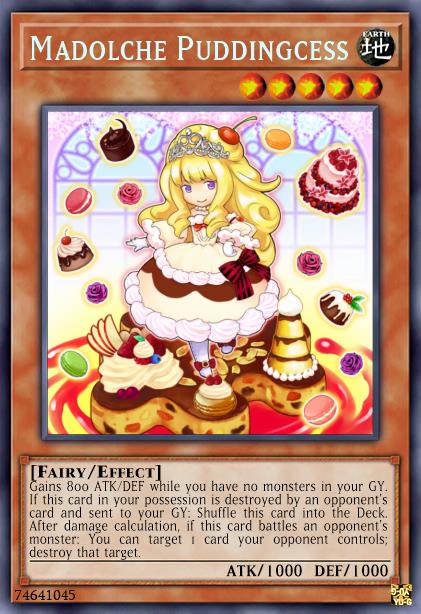 MADOLCHE PUDDINGCESS
EARTH
地
[FAIRY/EFFECT]
Gains 800 ATK/DEF while you have no monsters in your GY.
If this card in your possession is destroyed by an opponent's
card and sent to your GY: Shuffle this card into the Deck.
After damage calculation, if this card battles an opponent's
monster: You can target 1 card your opponent controls;
destroy that target.
ATK/1000 DEF/1000
74641045